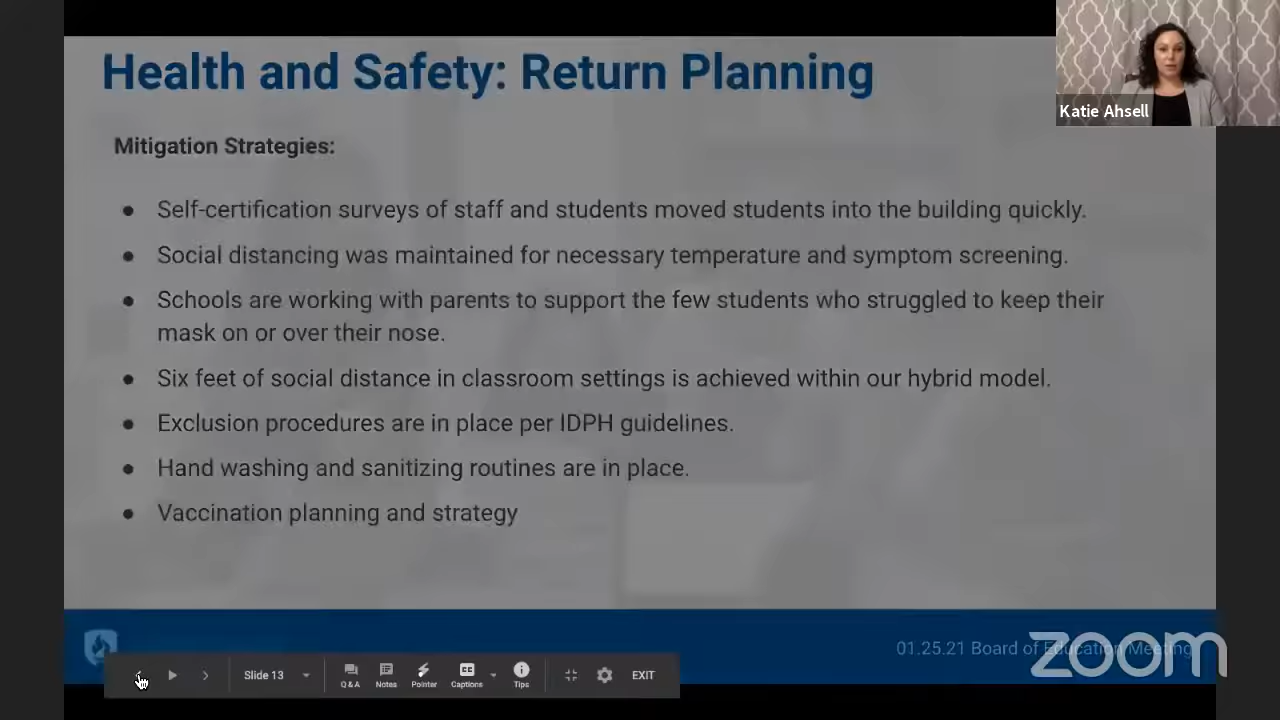 Health and Safety: Return Planning
Katie Ahsell
Mitigation Strategies:
● Self-certification surveys of staff and students moved students into the building quickly.
● Social distancing was maintained for necessary temperature and symptom screening.
● Schools are working with parents to support the few students who struggled to keep their
mask on or over their nose.
● Six feet of social distance in classroom settings is achieved within our hybrid model.
● Exclusion procedures are in place per IDPH guidelines.
● Hand washing and sanitizing routines are in place.
● Vaccination planning and strategy
01.25.21 Board of Education Meeting
zoom
Slide 13
Q & A
Notes
Pointer
CC
Captions
Tips
EXIT